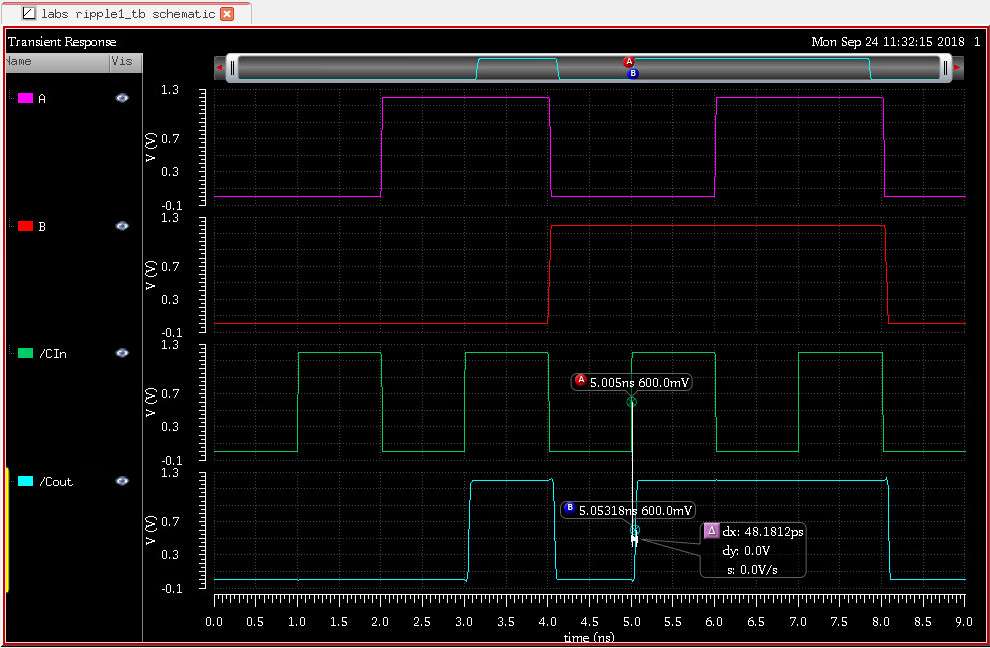 labs ripple1_tb schematic
Transient Response
Mon Sep 24 11:32:15 2018 1
Name Vis
A
B
A
V (V)
1.3
0.7
0.3
-0.1
B
V (V)
1.3
0.7
0.3
-0.1
/CIn
V (V)
1.3
0.7
0.3
-0.1
A 5.005ns 600.0mV
/Cout
V (V)
1.3
0.7
0.3
-0.1
B 5.05318ns 600.0mV
Δ dx: 48.1812ps
dy: 0.0V
s: 0.0V/s
0.0 0.5 1.0 1.5 2.0 2.5 3.0 3.5 4.0 4.5 5.0 5.5 6.0 6.5 7.0 7.5 8.0 8.5 9.0
time (ns)